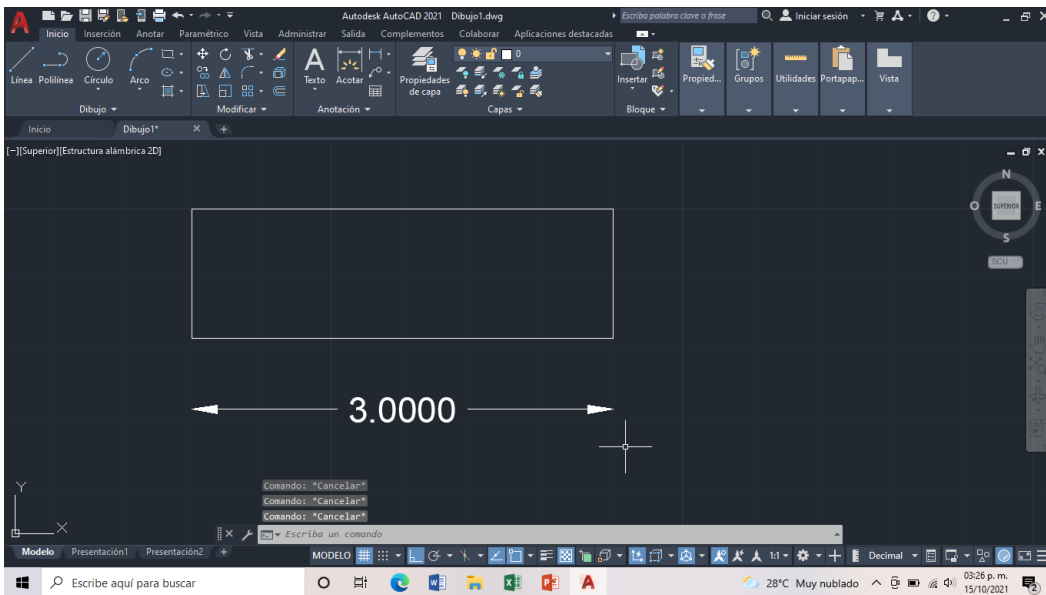 A Autodesk AutoCAD 2021 Dibujo1.dwg Escriba palabra clave o frase Iniciar sesión
Inicio Inserción Anotar Paramétrico Vista Administrar Salida Complementos Colaborar Aplicaciones destacadas
0
Línea Polilínea Círculo Arco Texto Acotar Propiedades de capa Insertar Propied... Grupos Utilidades Portapap... Vista
Dibujo Modificar Anotación Capas Bloque
Inicio Dibujo1* +
[−][Superior][Estructura alámbrica 2D]
N
O SUPERIOR E
S
SCU
3.0000
Y
X
Comando: *Cancelar*
Comando: *Cancelar*
Comando: *Cancelar*
Escriba un comando
Modelo Presentación1 Presentación2 + MODELO 1:1 Decimal
Escribe aquí para buscar 28°C Muy nublado 03:26 p. m.
15/10/2021 2